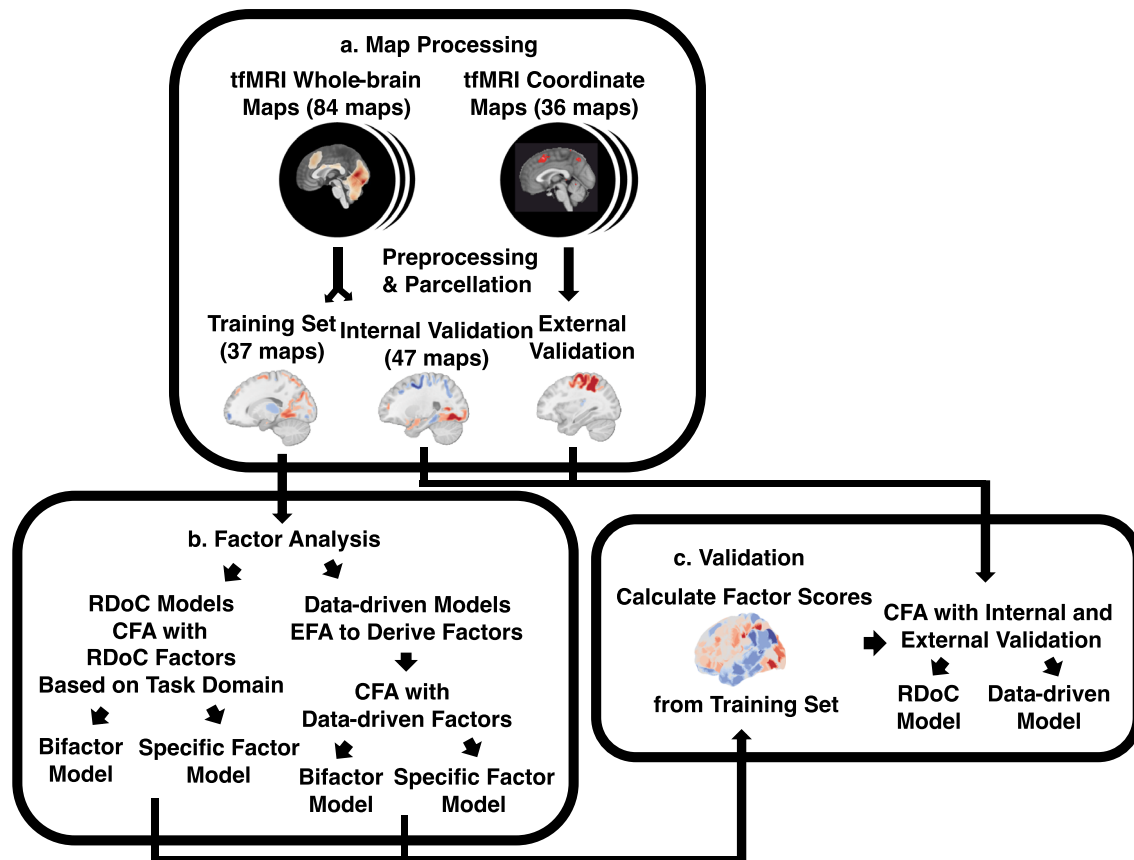 a. Map Processing
tfMRI Whole-brain
Maps (84 maps)
tfMRI Coordinate
Maps (36 maps)
Preprocessing
& Parcellation
Training Set
(37 maps)
Internal Validation
(47 maps)
External
Validation
b. Factor Analysis
RDoC Models
CFA with
RDoC Factors
Based on Task Domain
Bifactor
Model
Specific Factor
Model
Data-driven Models
EFA to Derive Factors
CFA with
Data-driven Factors
Bifactor
Model
Specific Factor
Model
c. Validation
Calculate Factor Scores
from Training Set
CFA with Internal and
External Validation
RDoC
Model
Data-driven
Model